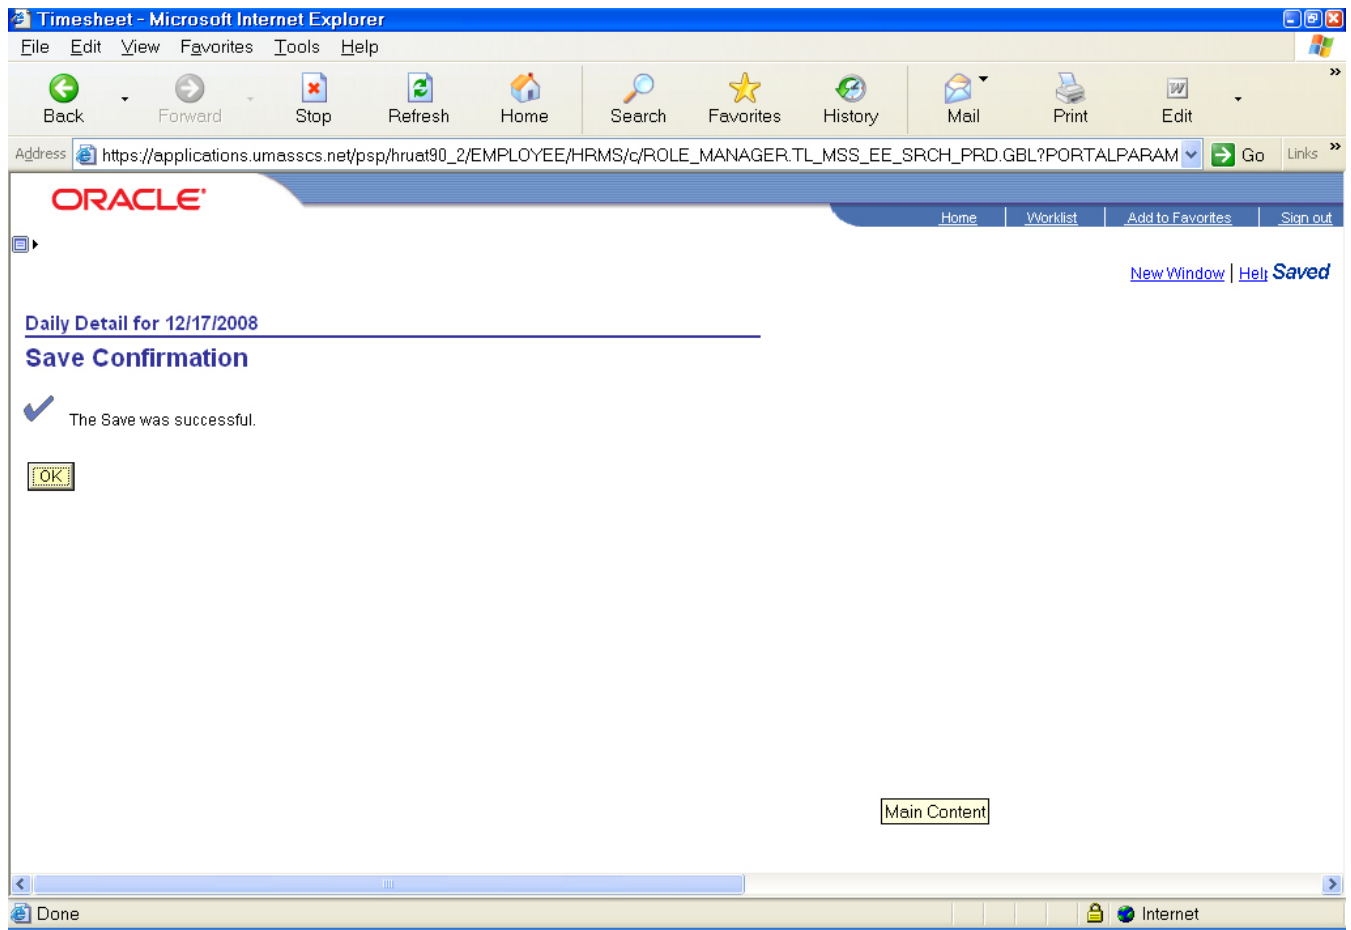 Timesheet - Microsoft Internet Explorer
File Edit View Favorites Tools Help
Back Forward Stop Refresh Home Search Favorites History Mail Print Edit »
Address https://applications.umasscs.net/psp/hruat90_2/EMPLOYEE/HRMS/c/ROLE_MANAGER.TL_MSS_EE_SRCH_PRD.GBL?PORTALPARAM Go Links »
ORACLE
Home Worklist Add to Favorites Sign out
New Window | Help Saved
Daily Detail for 12/17/2008
Save Confirmation
The Save was successful.
OK
Main Content
Done Internet